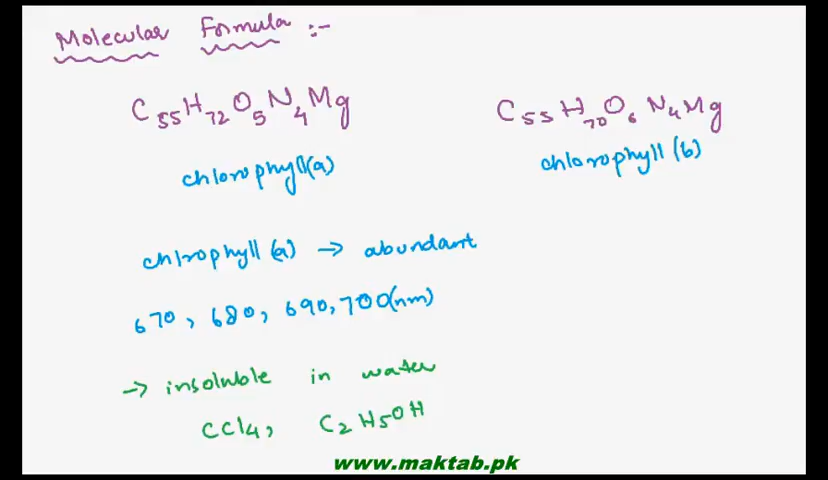 Molecular Formula :-
C55H72O5N4Mg C55H70O6N4Mg
chlorophyll(a) chlorophyll(b)
chlrophyll(a) → abundant
670, 680, 690, 700(nm)
→ insoluble in water
CCl4, C2H5OH
www.maktab.pk